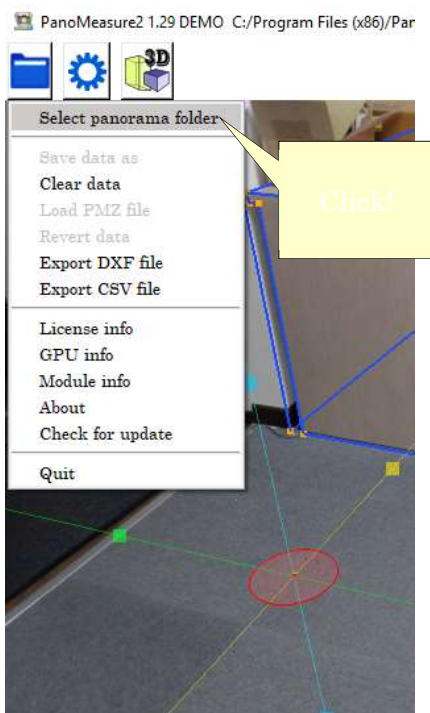 PanoMeasure2 1.29 DEMO C:/Program Files (x86)/Par
3D
Select panorama folder
Click!
Save data as
Clear data
Load PMZ file
Revert data
Export DXF file
Export CSV file
License info
GPU info
Module info
About
Check for update
Quit